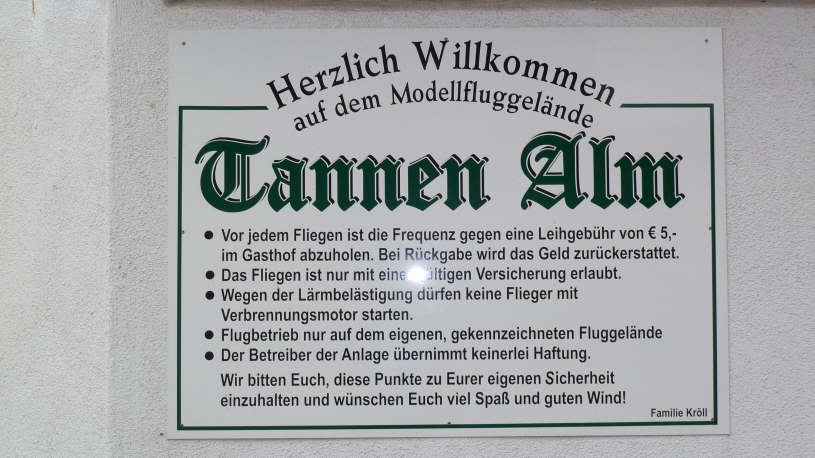 Herzlich Willkommen
auf dem Modellfluggelände
Tannen Alm
● Vor jedem Fliegen ist die Frequenz gegen eine Leihgebühr von € 5,-
im Gasthof abzuholen. Bei Rückgabe wird das Geld zurückerstattet.
● Das Fliegen ist nur mit einer gültigen Versicherung erlaubt.
● Wegen der Lärmbelästigung dürfen keine Flieger mit
Verbrennungsmotor starten.
● Flugbetrieb nur auf dem eigenen, gekennzeichneten Fluggelände
● Der Betreiber der Anlage übernimmt keinerlei Haftung.
Wir bitten Euch, diese Punkte zu Eurer eigenen Sicherheit
einzuhalten und wünschen Euch viel Spaß und guten Wind!
Familie Kröll